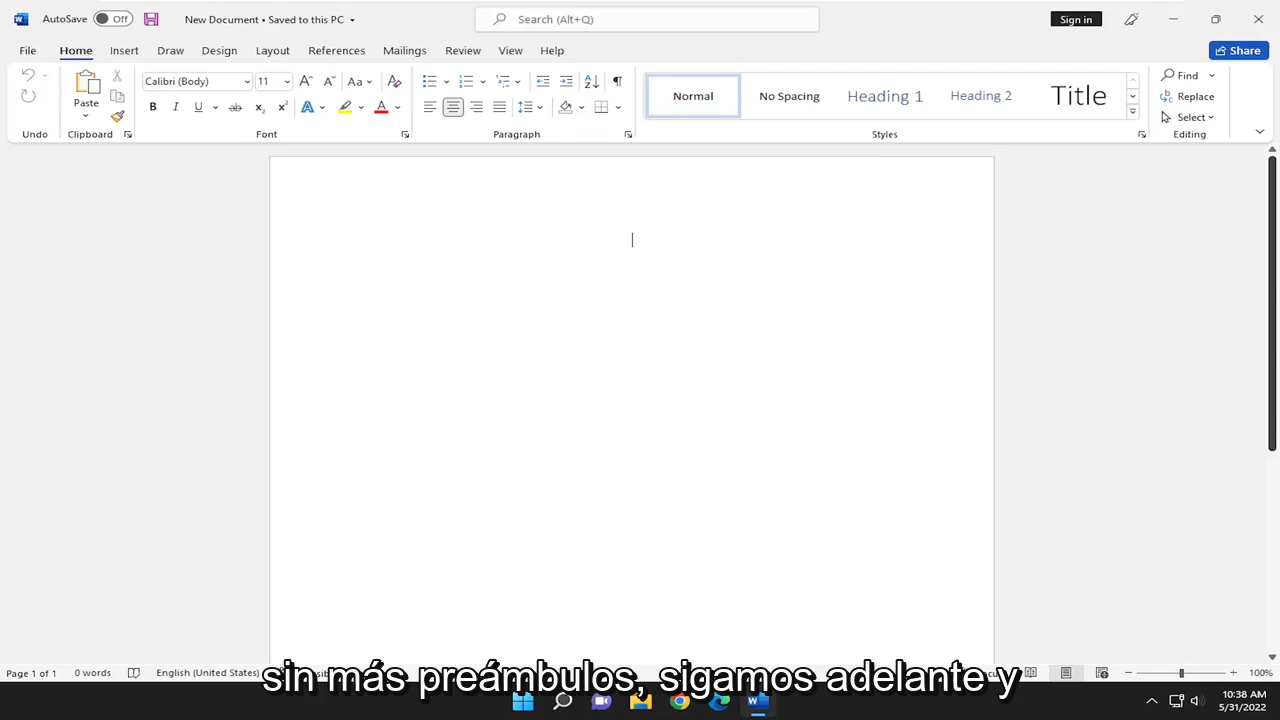 AutoSave Off New Document • Saved to this PC Search (Alt+Q) Sign in
File Home Insert Draw Design Layout References Mailings Review View Help Share
Paste Calibri (Body) 11 Aa Normal No Spacing Heading 1 Heading 2 Title Find Replace Select
Undo Clipboard Font Paragraph Styles Editing
Page 1 of 1 0 words English (United States) 100%
sin más preámbulos, sigamos adelante y
10:38 AM
5/31/2022